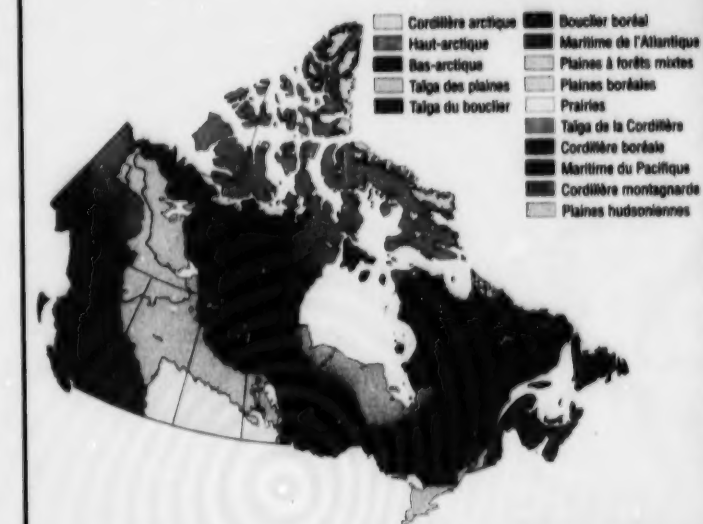 Cordillère arctique
Haut-arctique
Bas-arctique
Taïga des plaines
Taïga du bouclier
Bouclier boréal
Maritime de l'Atlantique
Plaines à forêts mixtes
Plaines boréales
Prairies
Taïga de la Cordillère
Cordillère boréale
Maritime du Pacifique
Cordillère montagnarde
Plaines hudsoniennes